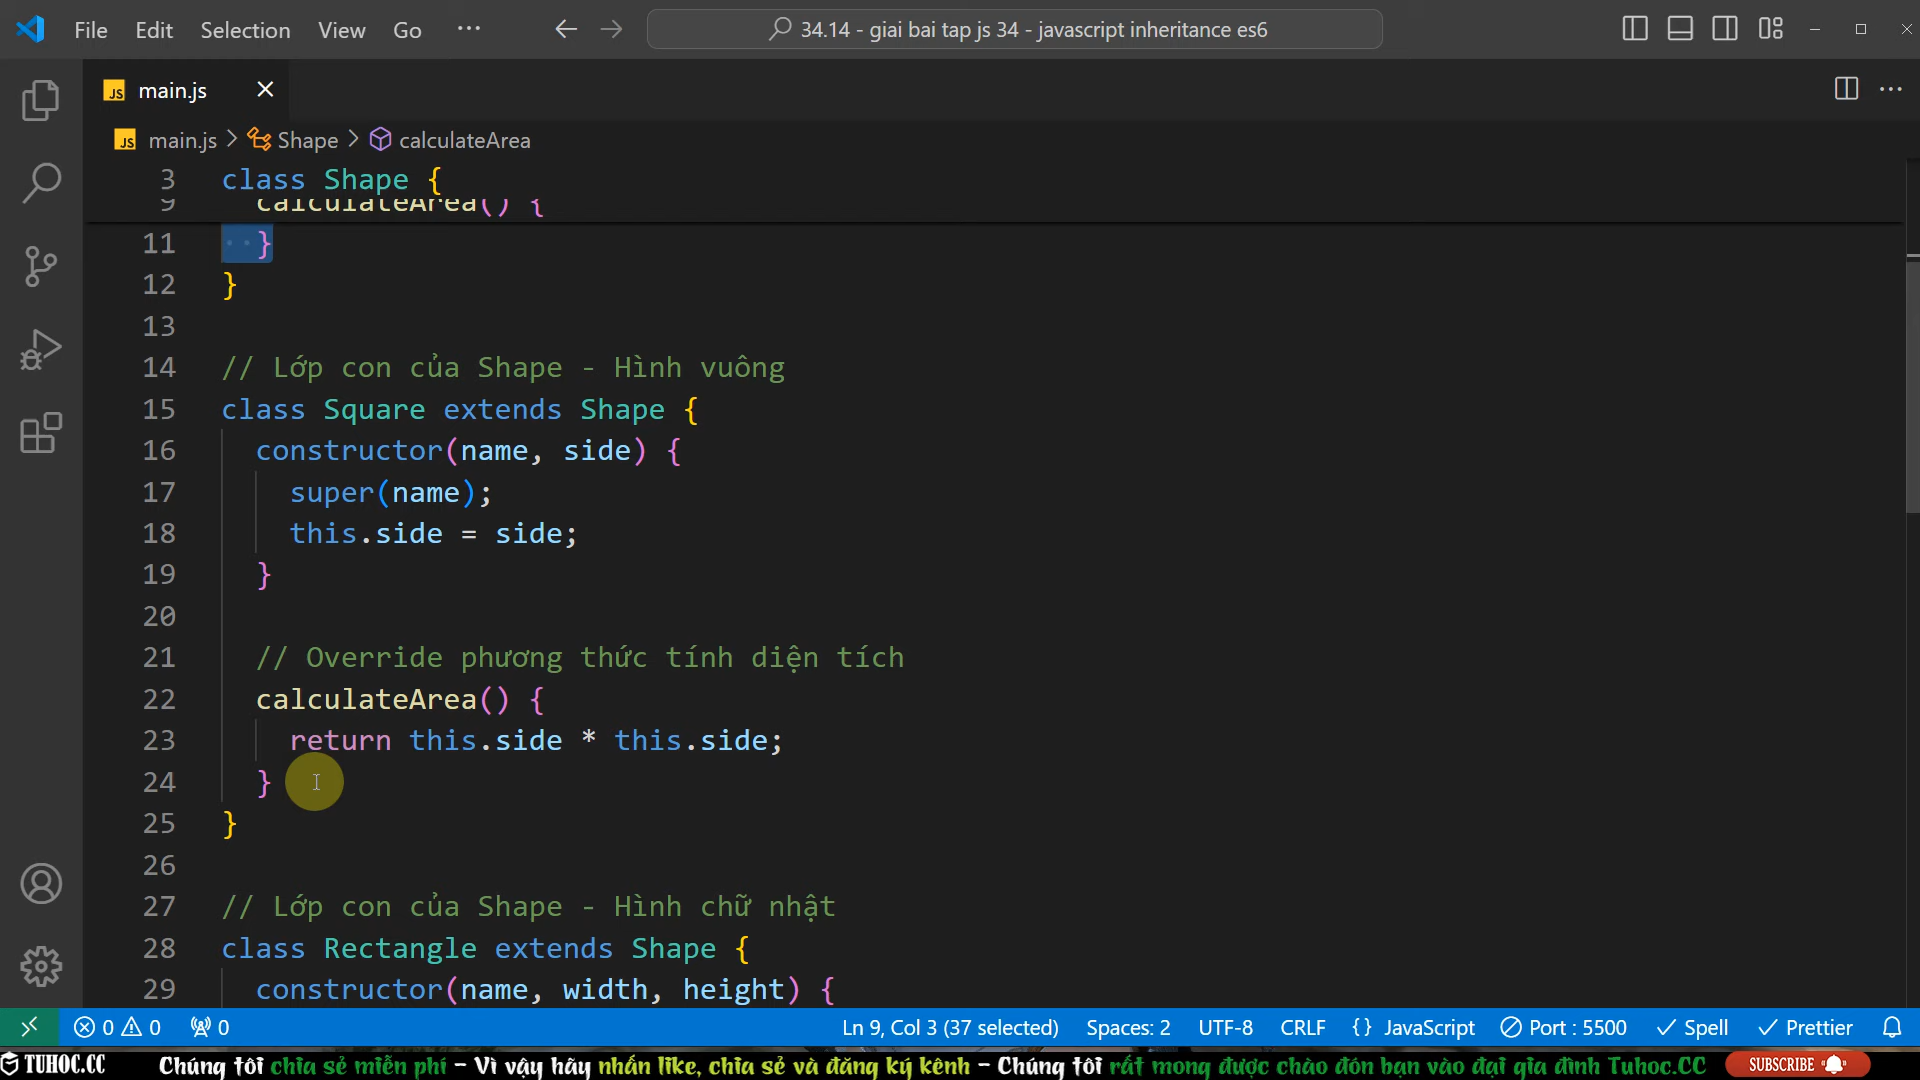 File Edit Selection View Go ··· 34.14 - giai bai tap js 34 - javascript inheritance es6
JS main.js
JS main.js > Shape > calculateArea
3 class Shape {
9 calculateArea() {
11 ·· }
12 }
13
14 // Lớp con của Shape - Hình vuông
15 class Square extends Shape {
16 constructor(name, side) {
17 super(name);
18 this.side = side;
19 }
20
21 // Override phương thức tính diện tích
22 calculateArea() {
23 return this.side * this.side;
24 }
25 }
26
27 // Lớp con của Shape - Hình chữ nhật
28 class Rectangle extends Shape {
29 constructor(name, width, height) {
0 0 0 Ln 9, Col 3 (37 selected) Spaces: 2 UTF-8 CRLF {} JavaScript Port : 5500 Spell Prettier
TUHOC.CC Chúng tôi chia sẻ miễn phí - Vì vậy hãy nhấn like, chia sẻ và đăng ký kênh - Chúng tôi rất mong được chào đón bạn vào đại gia đình Tuhoc.CC SUBSCRIBE